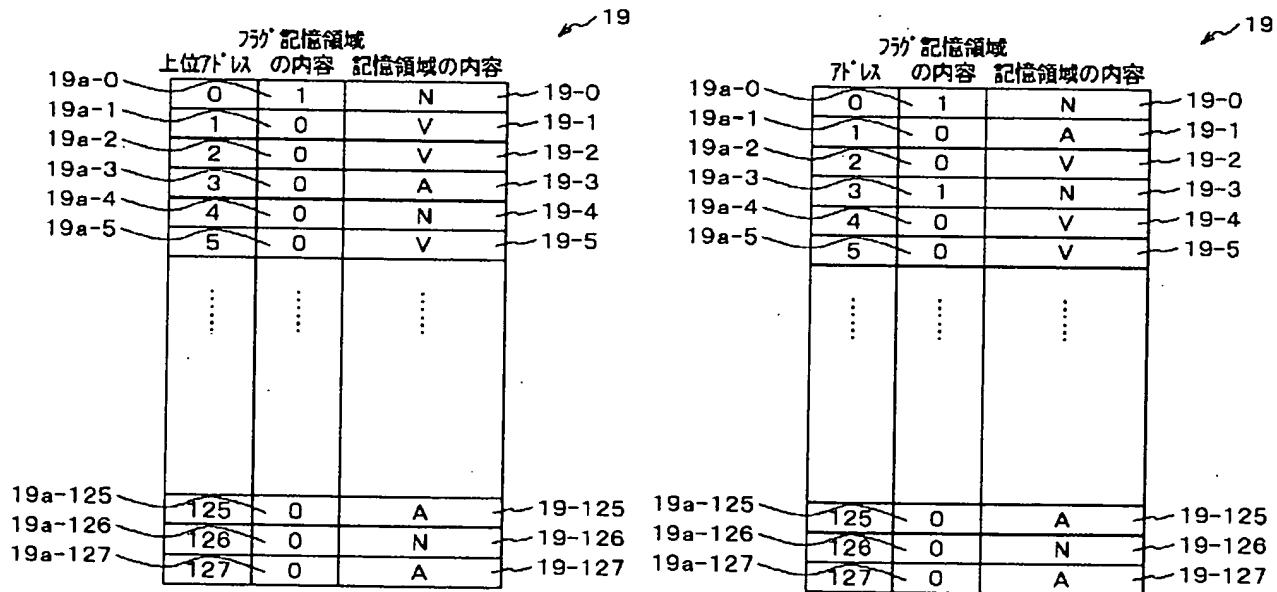 19
フラグ記憶領域
上位アドレス の内容 記憶領域の内容
19a-0 0 1 N 19-0
19a-1 1 0 V 19-1
19a-2 2 0 V 19-2
19a-3 3 0 A 19-3
19a-4 4 0 N 19-4
19a-5 5 0 V 19-5
19a-125 125 0 A 19-125
19a-126 126 0 N 19-126
19a-127 127 0 A 19-127
19
フラグ記憶領域
アドレス の内容 記憶領域の内容
19a-0 0 1 N 19-0
19a-1 1 0 A 19-1
19a-2 2 0 V 19-2
19a-3 3 1 N 19-3
19a-4 4 0 V 19-4
19a-5 5 0 V 19-5
19a-125 125 0 A 19-125
19a-126 126 0 N 19-126
19a-127 127 0 A 19-127